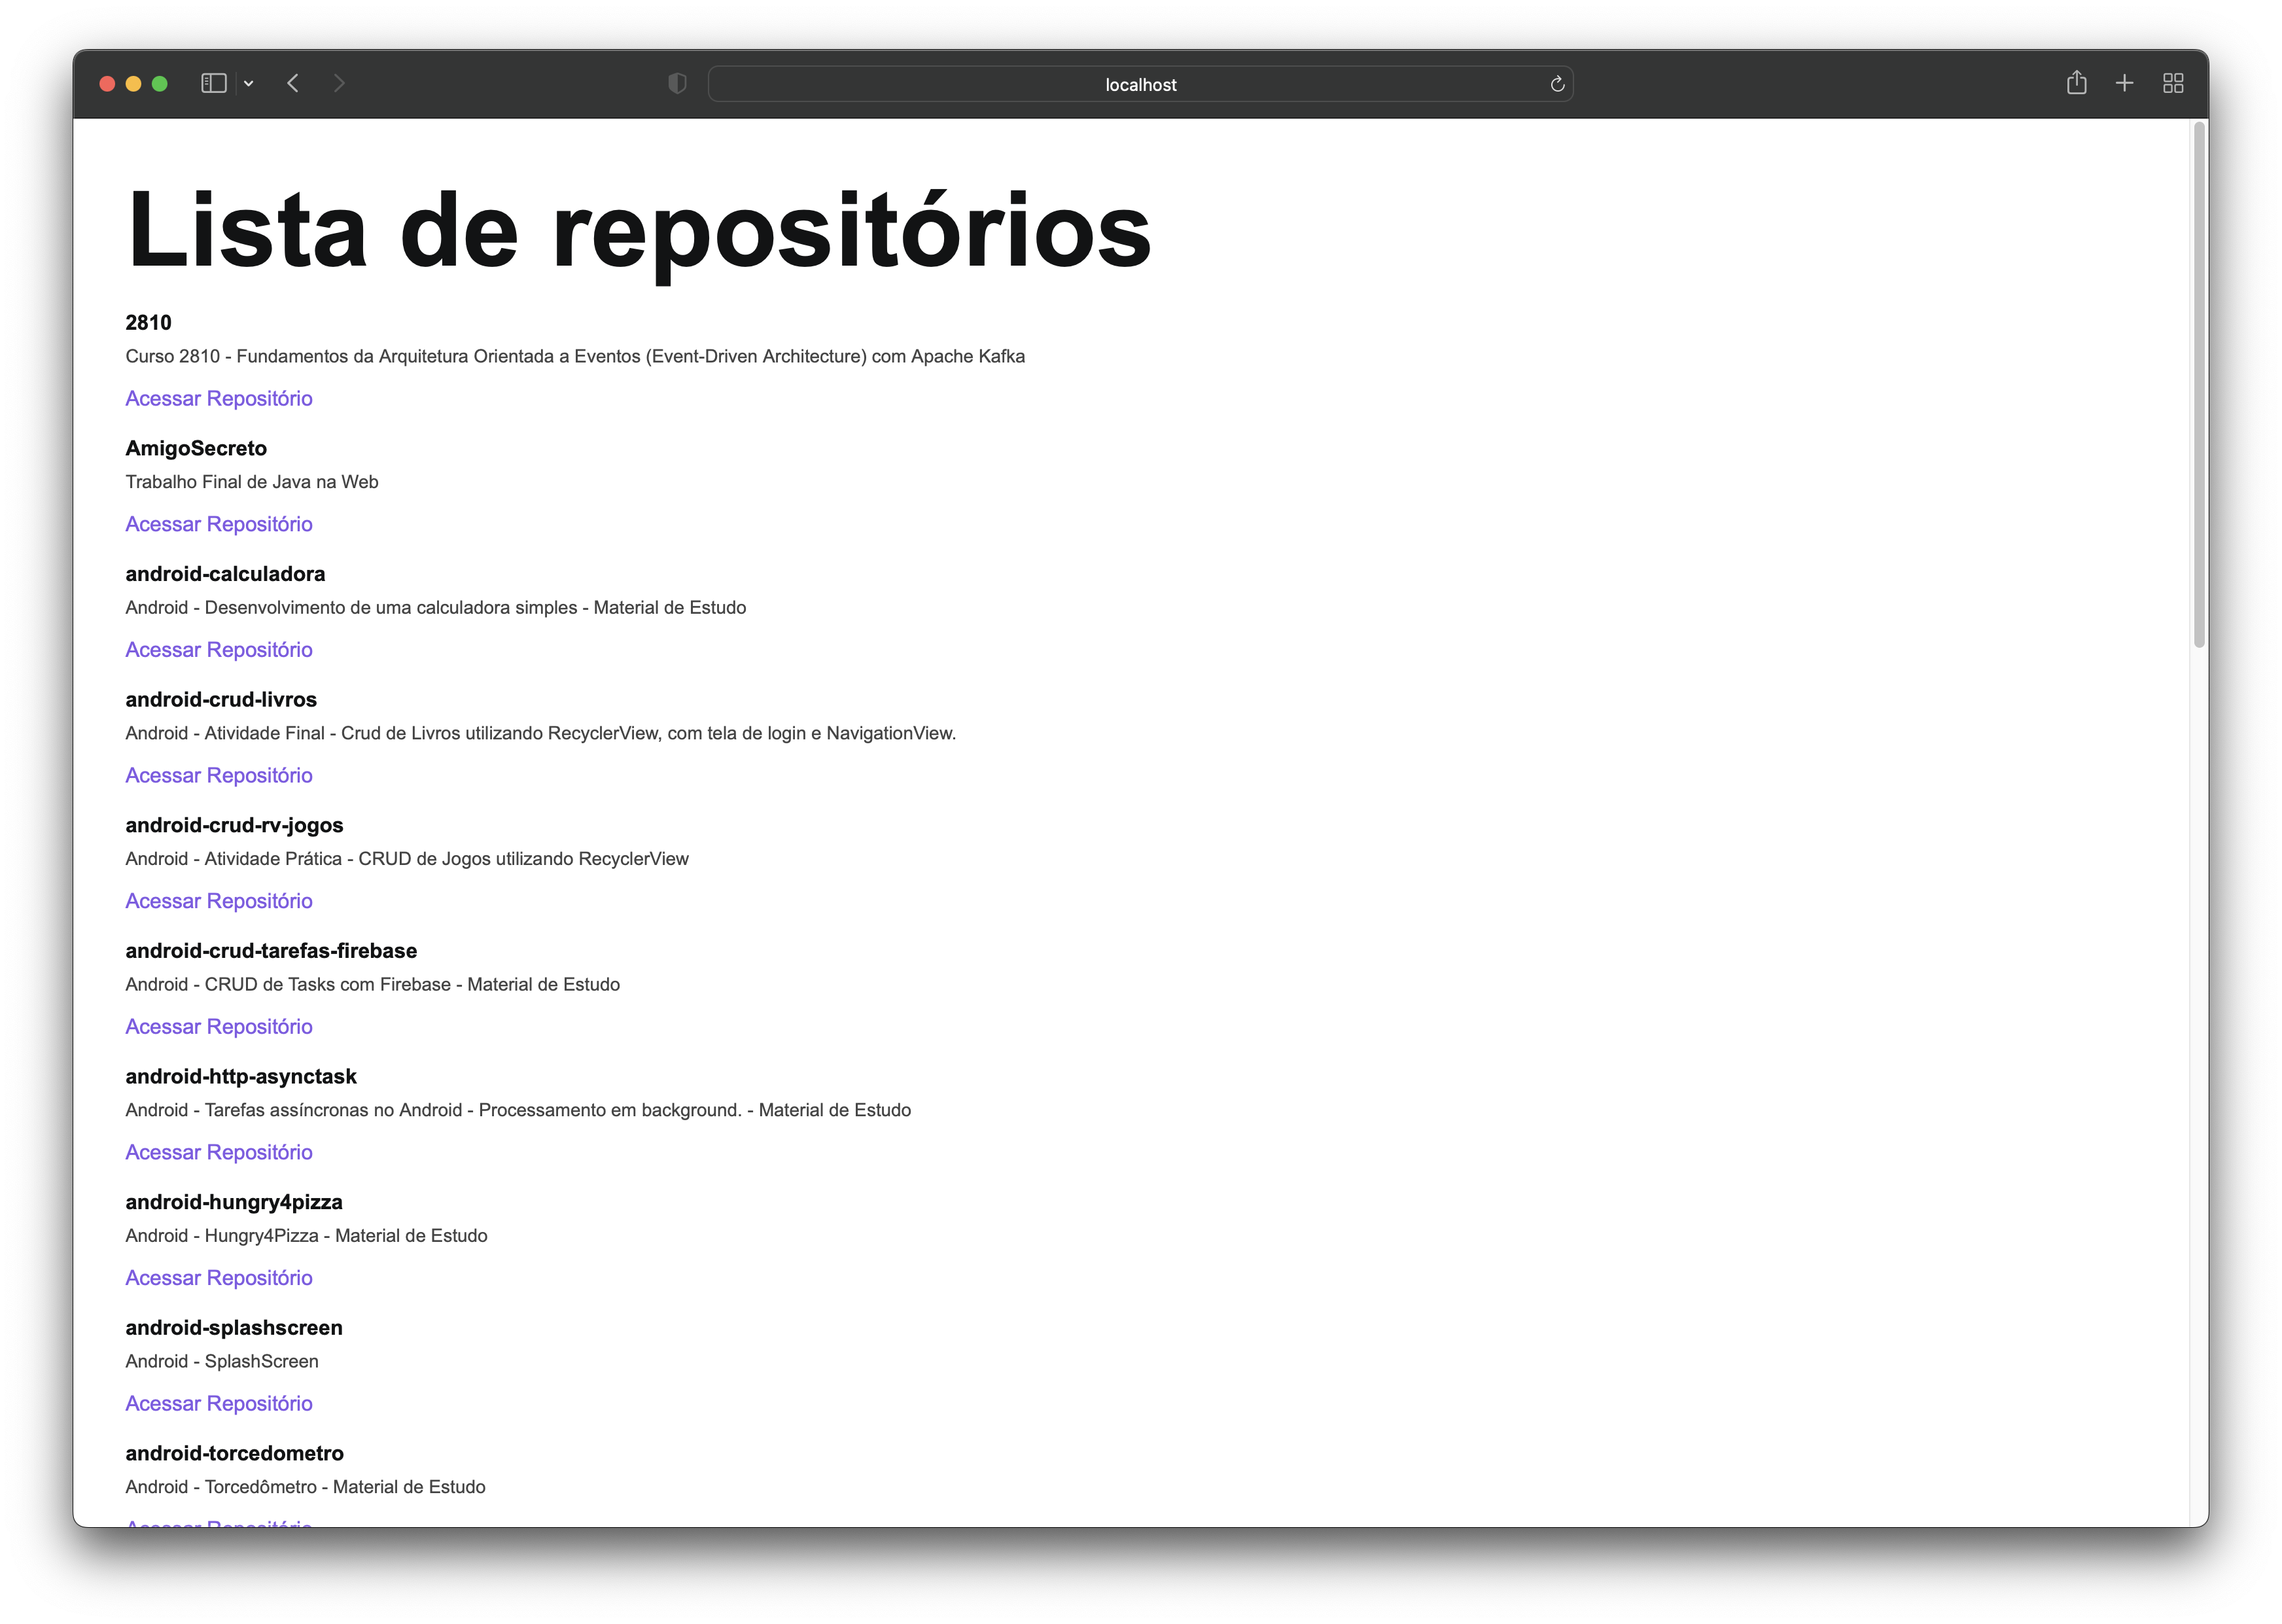 localhost
Lista de repositórios
2810
Curso 2810 - Fundamentos da Arquitetura Orientada a Eventos (Event-Driven Architecture) com Apache Kafka
Acessar Repositório
AmigoSecreto
Trabalho Final de Java na Web
Acessar Repositório
android-calculadora
Android - Desenvolvimento de uma calculadora simples - Material de Estudo
Acessar Repositório
android-crud-livros
Android - Atividade Final - Crud de Livros utilizando RecyclerView, com tela de login e NavigationView.
Acessar Repositório
android-crud-rv-jogos
Android - Atividade Prática - CRUD de Jogos utilizando RecyclerView
Acessar Repositório
android-crud-tarefas-firebase
Android - CRUD de Tasks com Firebase - Material de Estudo
Acessar Repositório
android-http-asynctask
Android - Tarefas assíncronas no Android - Processamento em background. - Material de Estudo
Acessar Repositório
android-hungry4pizza
Android - Hungry4Pizza - Material de Estudo
Acessar Repositório
android-splashscreen
Android - SplashScreen
Acessar Repositório
android-torcedometro
Android - Torcedômetro - Material de Estudo
Acessar Repositório